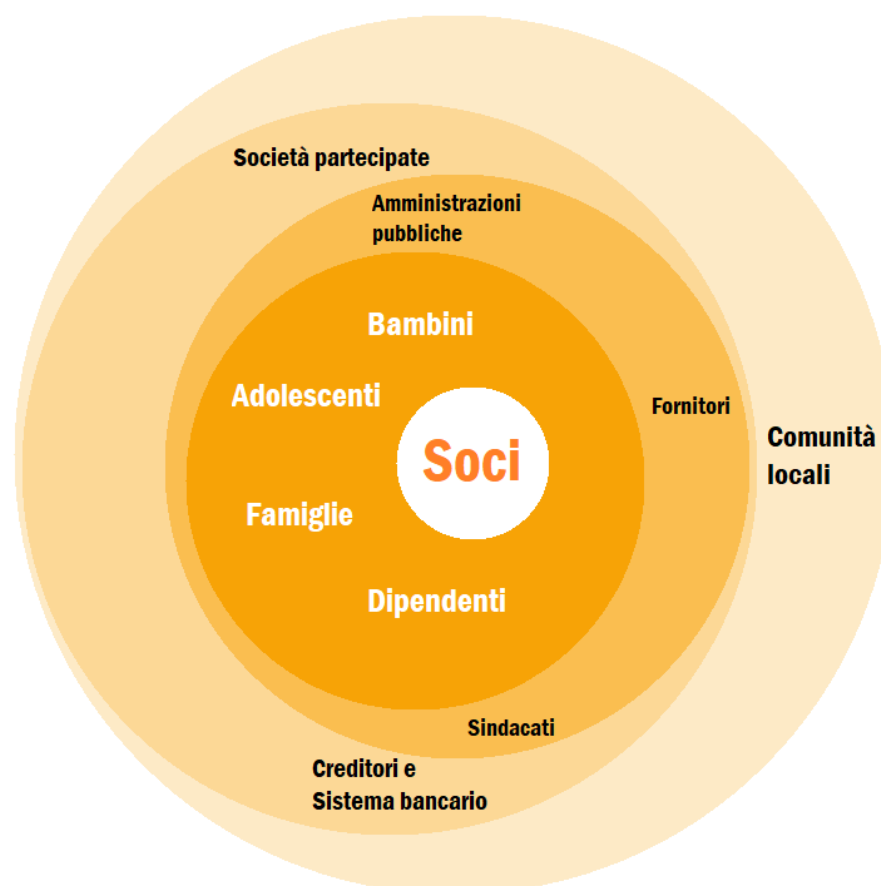 Società partecipate
Amministrazioni
pubbliche
Bambini
Adolescenti
Fornitori
Comunità
locali
Soci
Famiglie
Dipendenti
Sindacati
Creditori e
Sistema bancario